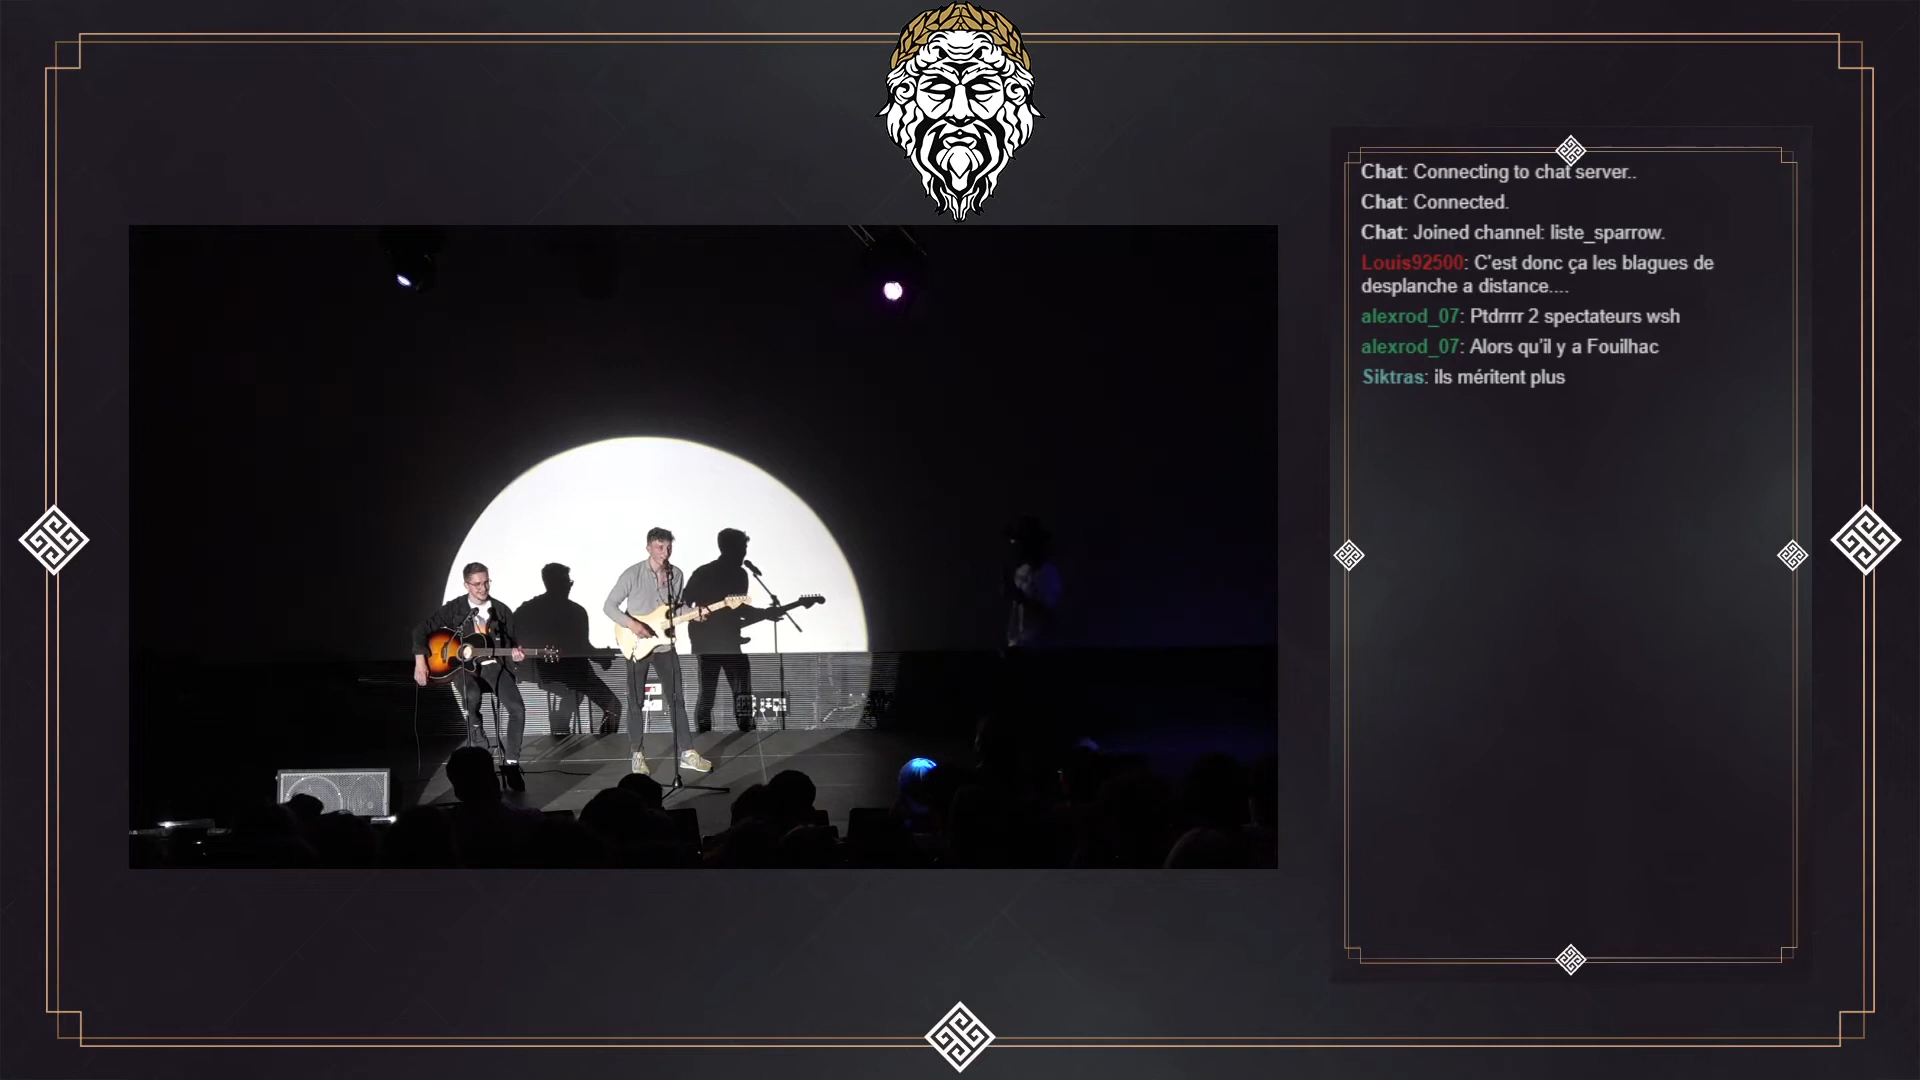 Chat: Connecting to chat server..
Chat: Connected.
Chat: Joined channel: liste_sparrow.
Louis92500: C'est donc ça les blagues de
desplanche a distance....
alexrod_07: Ptdrrrr 2 spectateurs wsh
alexrod_07: Alors qu'il y a Fouilhac
Siktras: ils méritent plus